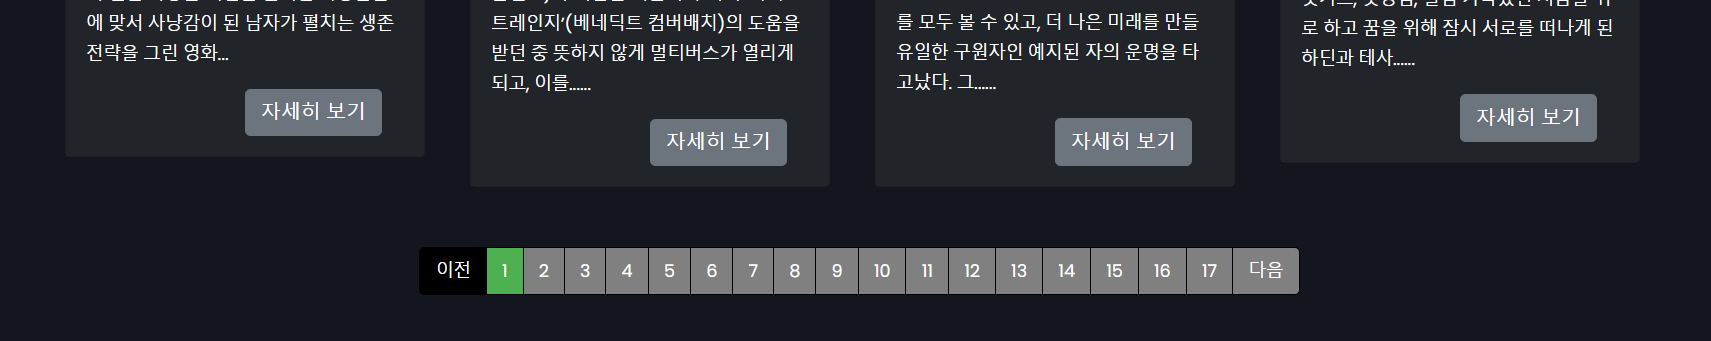 에 맞서 사냥감이 된 남자가 펼치는 생존
전략을 그린 영화...
자세히 보기
트레인지'(베네딕트 컴버배치)의 도움을
받던 중 뜻하지 않게 멀티버스가 열리게
되고, 이를......
자세히 보기
를 모두 볼 수 있고, 더 나은 미래를 만들
유일한 구원자인 예지된 자의 운명을 타
고났다. 그......
자세히 보기
로 하고 꿈을 위해 잠시 서로를 떠나게 된
하딘과 테사......
자세히 보기
이전 1 2 3 4 5 6 7 8 9 10 11 12 13 14 15 16 17 다음